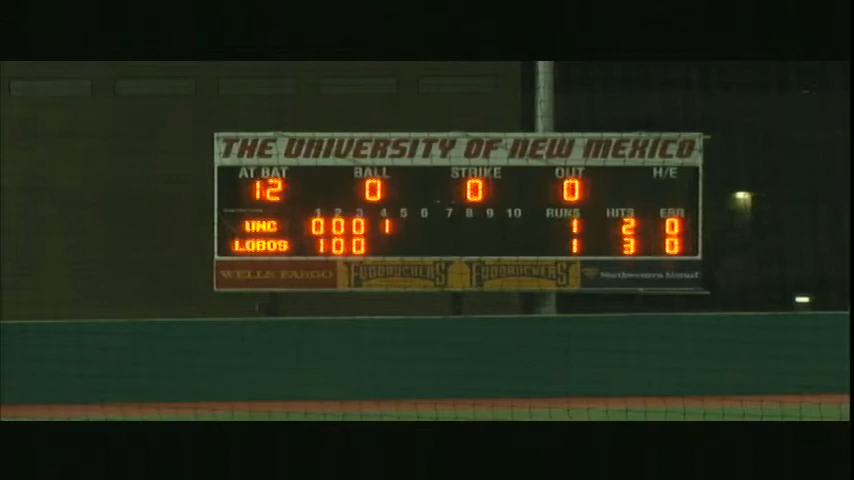 THE UNIVERSITY OF NEW MEXICO
AT BAT BALL STRIKE OUT H/E
12 0 0 0
1 2 3 4 5 6 7 8 9 10 RUNS HITS ERR
UNC 0 0 0 1 1 2 0
LOBOS 1 0 0 1 3 0
WELLS FARGO FUDDRUCKERS FUDDRUCKERS Northwestern Mutual